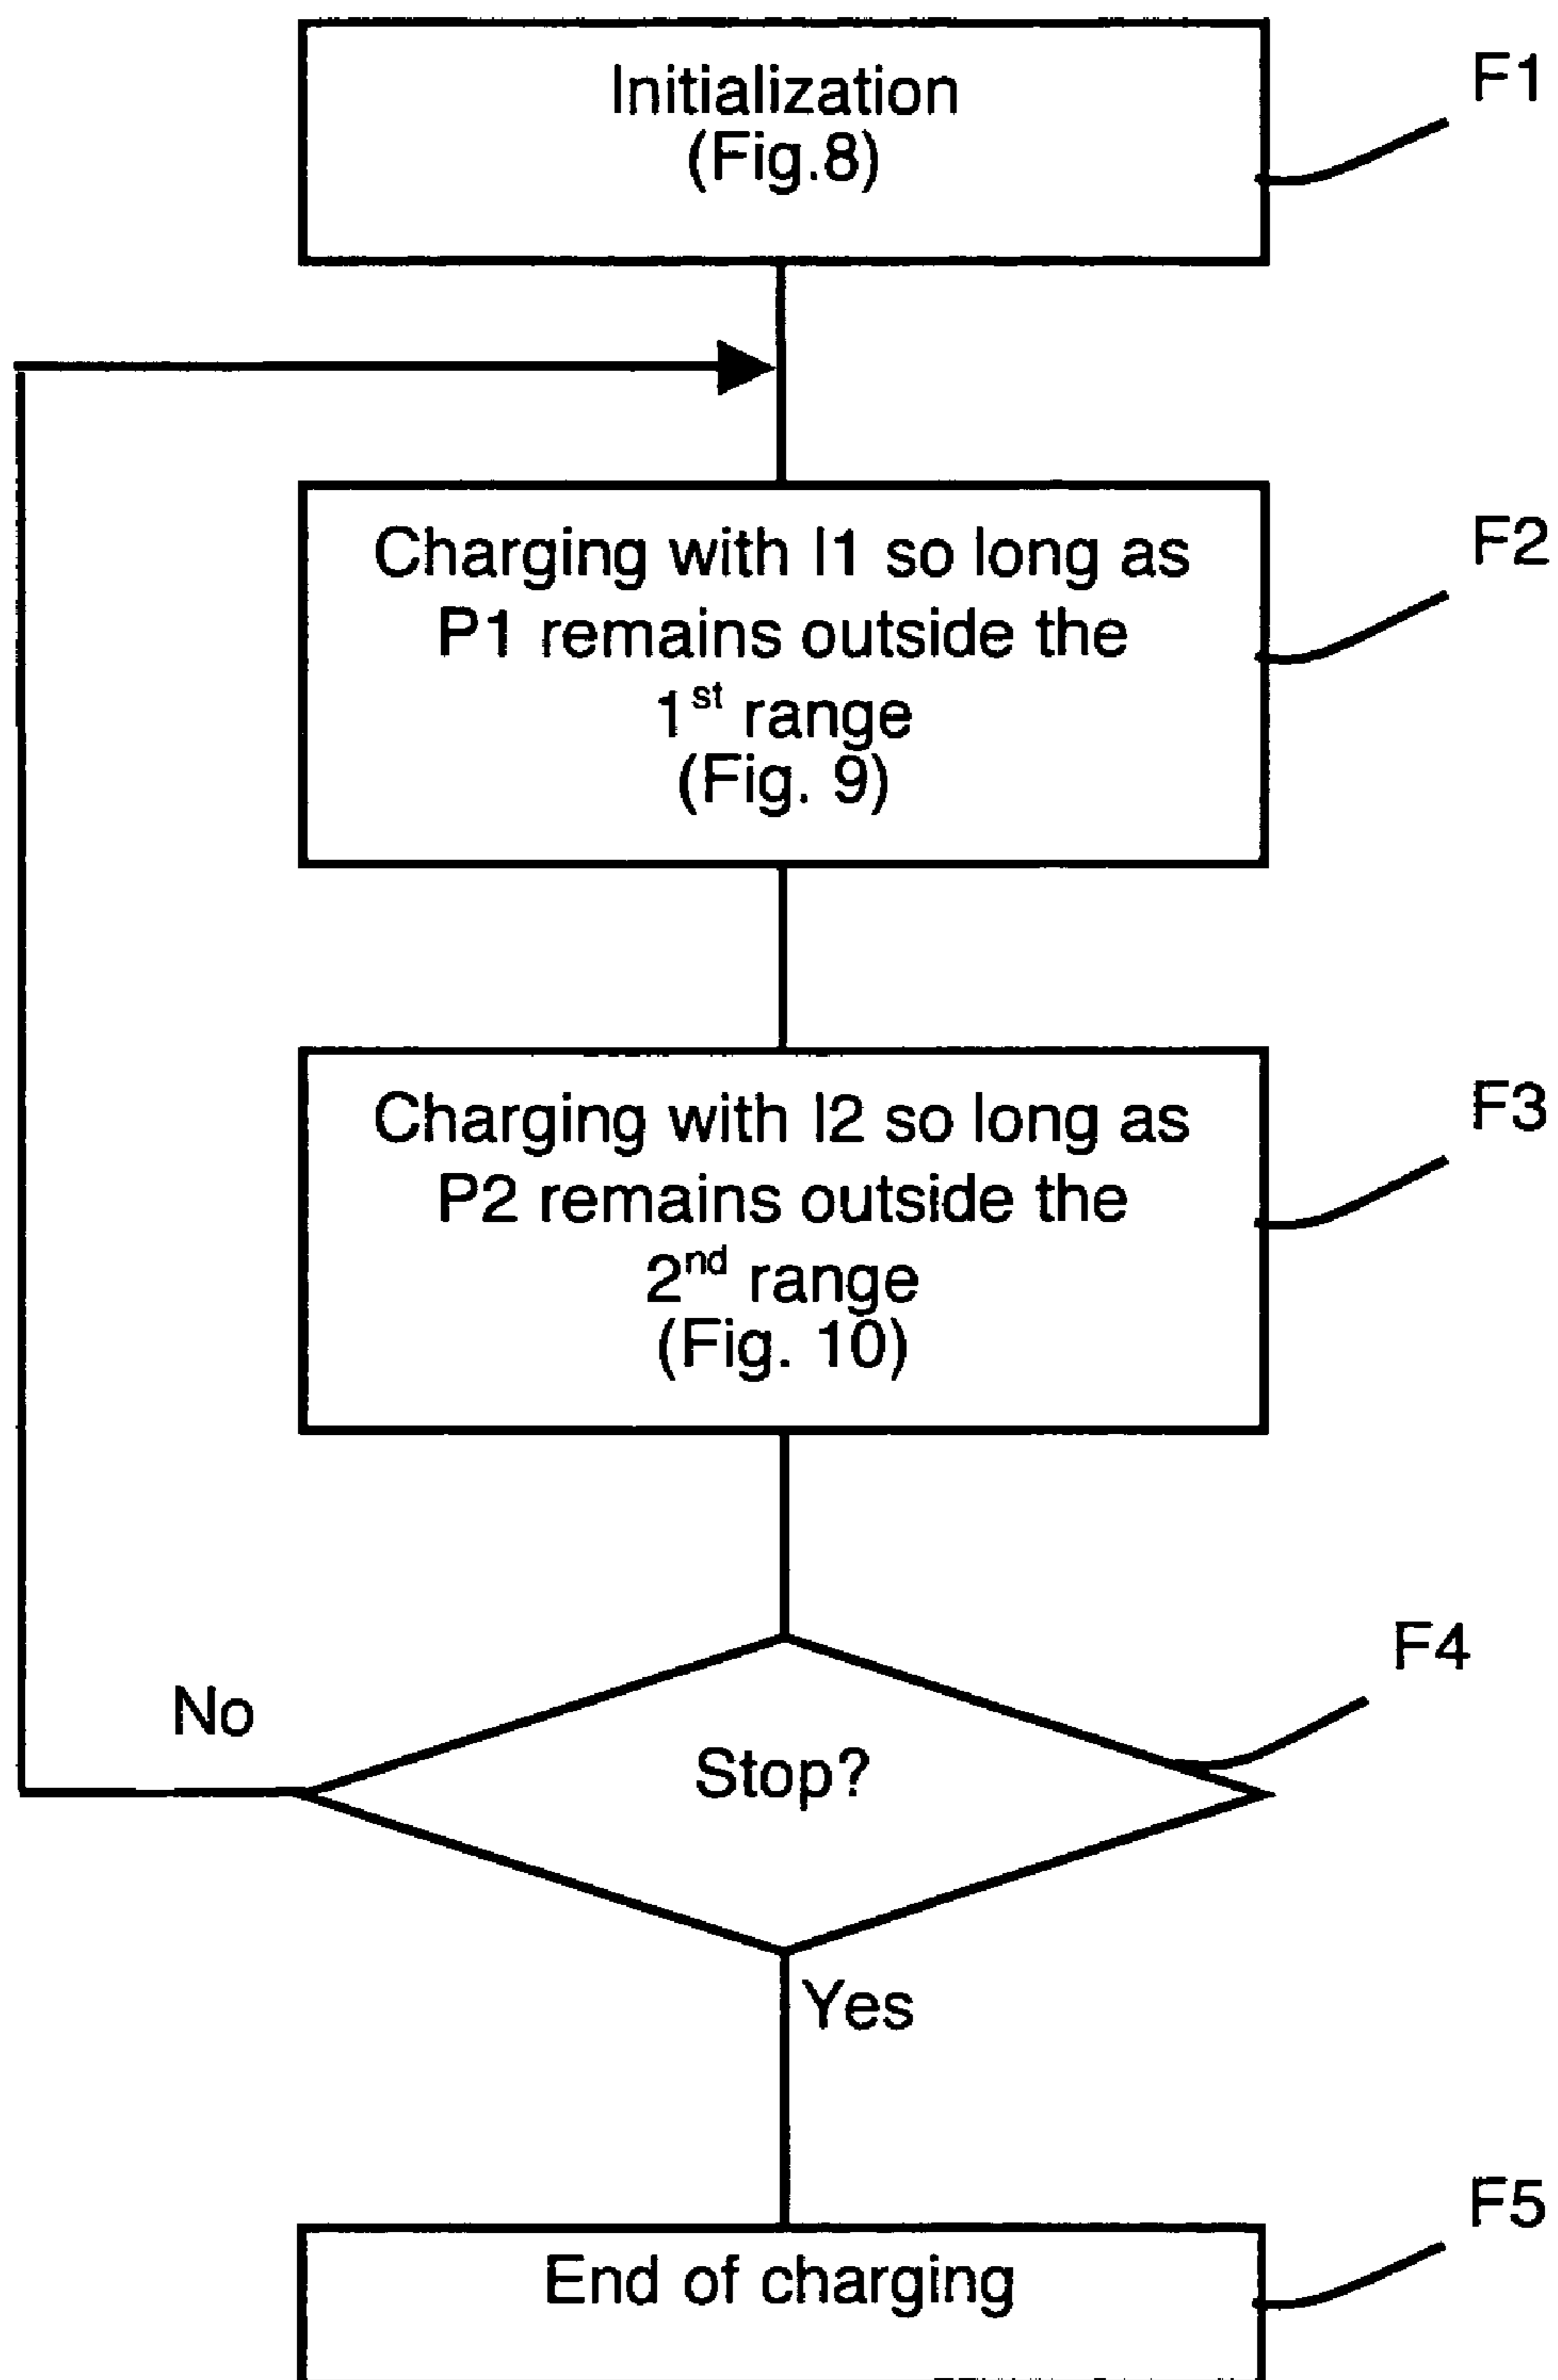 Initialization
(Fig.8)
F1
Charging with I1 so long as
P1 remains outside the
1st range
(Fig. 9)
F2
Charging with I2 so long as
P2 remains outside the
2nd range
(Fig. 10)
F3
Stop?
F4
No
Yes
End of charging
F5